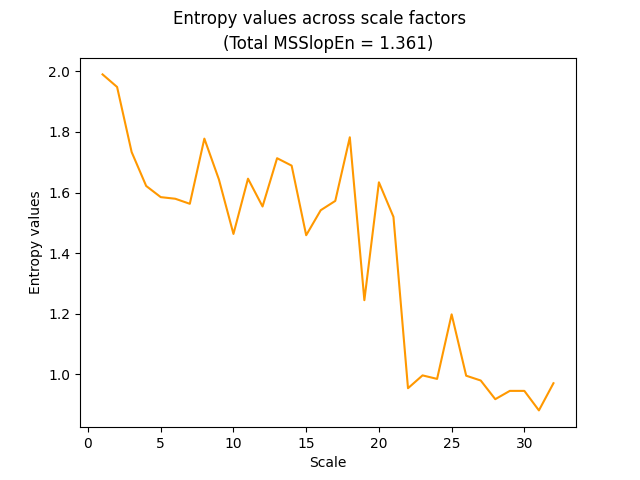 Entropy values across scale factors
(Total MSSlopEn = 1.361)
2.0
1.8
1.6
1.4
1.2
1.0
Entropy values
0 5 10 15 20 25 30
Scale